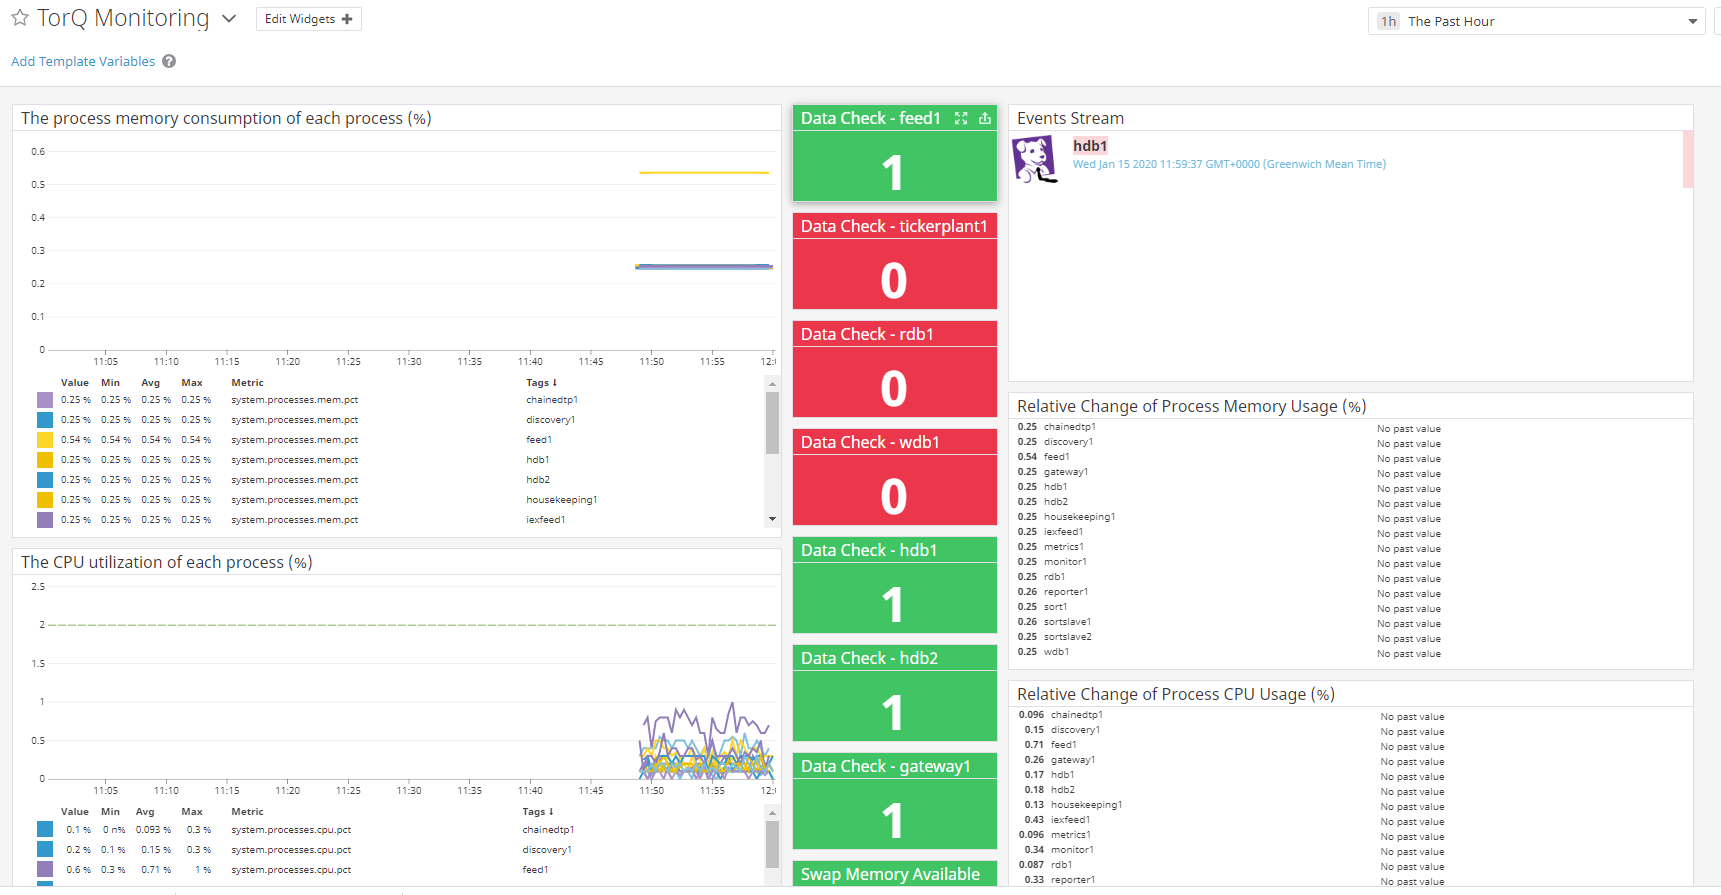 TorQ Monitoring
Edit Widgets
1h The Past Hour
Add Template Variables ?
The process memory consumption of each process (%)
0.6
0.5
0.4
0.3
0.2
0.1
0
11:05 11:10 11:15 11:20 11:25 11:30 11:35 11:40 11:45 11:50 11:55
Value Min Avg Max Metric Tags ↓
0.25 % 0.25 % 0.25 % 0.25 % system.processes.mem.pct chainedtp1
0.25 % 0.25 % 0.25 % 0.25 % system.processes.mem.pct discovery1
0.54 % 0.54 % 0.54 % 0.54 % system.processes.mem.pct feed1
0.25 % 0.25 % 0.25 % 0.25 % system.processes.mem.pct hdb1
0.25 % 0.25 % 0.25 % 0.25 % system.processes.mem.pct hdb2
0.25 % 0.25 % 0.25 % 0.25 % system.processes.mem.pct housekeeping1
0.25 % 0.25 % 0.25 % 0.25 % system.processes.mem.pct iexfeed1
The CPU utilization of each process (%)
2.5
2
1.5
1
0.5
0
11:05 11:10 11:15 11:20 11:25 11:30 11:35 11:40 11:45 11:50 11:55
Value Min Avg Max Metric Tags ↓
0.1 % 0 n% 0.093 % 0.3 % system.processes.cpu.pct chainedtp1
0.2 % 0.1 % 0.15 % 0.3 % system.processes.cpu.pct discovery1
0.6 % 0.3 % 0.71 % 1 % system.processes.cpu.pct feed1
Data Check - feed1
1
Data Check - tickerplant1
0
Data Check - rdb1
0
Data Check - wdb1
0
Data Check - hdb1
1
Data Check - hdb2
1
Data Check - gateway1
1
Swap Memory Available
Events Stream
hdb1
Wed Jan 15 2020 11:59:37 GMT+0000 (Greenwich Mean Time)
Relative Change of Process Memory Usage (%)
0.25 chainedtp1 No past value
0.25 discovery1 No past value
0.54 feed1 No past value
0.25 gateway1 No past value
0.25 hdb1 No past value
0.25 hdb2 No past value
0.25 housekeeping1 No past value
0.25 iexfeed1 No past value
0.25 metrics1 No past value
0.25 monitor1 No past value
0.25 rdb1 No past value
0.26 reporter1 No past value
0.25 sort1 No past value
0.26 sortslave1 No past value
0.25 sortslave2 No past value
0.25 wdb1 No past value
Relative Change of Process CPU Usage (%)
0.096 chainedtp1 No past value
0.15 discovery1 No past value
0.71 feed1 No past value
0.26 gateway1 No past value
0.17 hdb1 No past value
0.18 hdb2 No past value
0.13 housekeeping1 No past value
0.43 iexfeed1 No past value
0.096 metrics1 No past value
0.34 monitor1 No past value
0.087 rdb1 No past value
0.33 reporter1 No past value